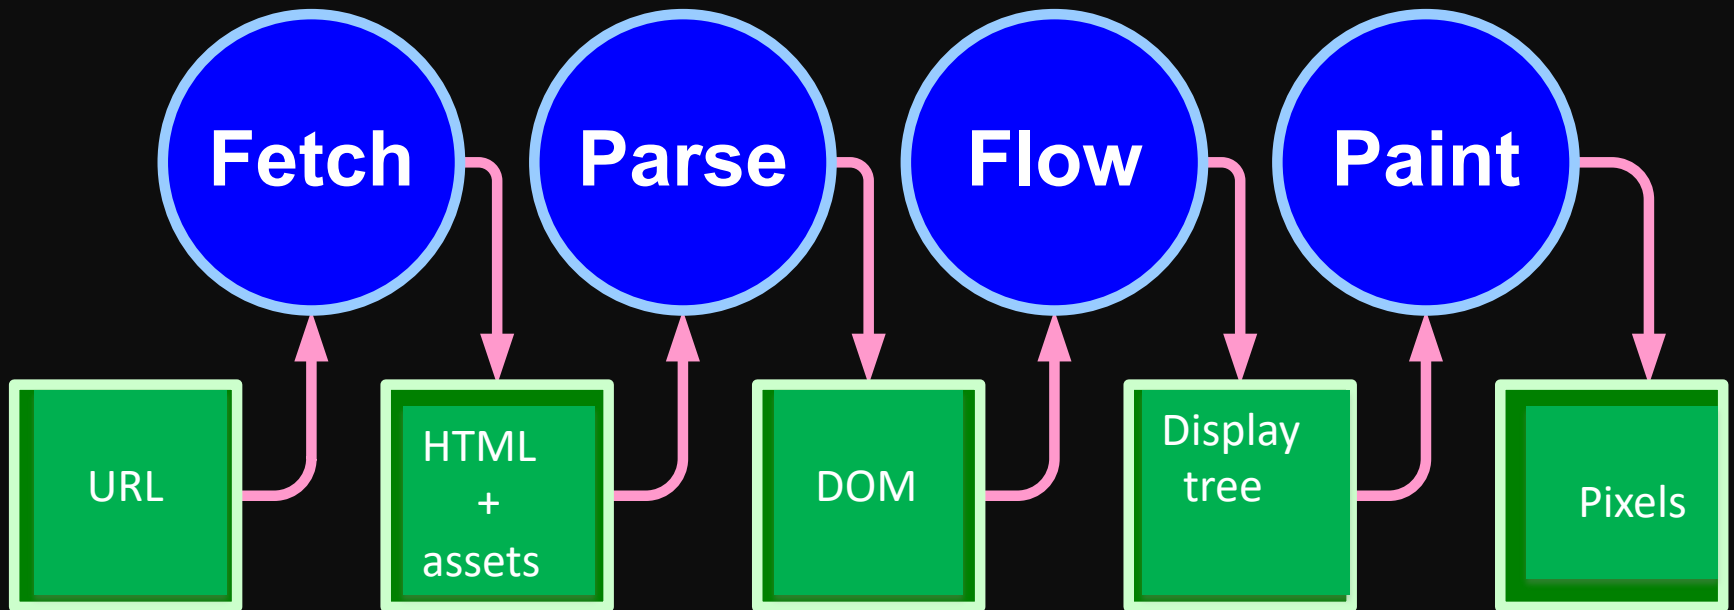 Fetch
Parse
Flow
Paint
URL
HTML
+
assets
DOM
Display
tree
Pixels